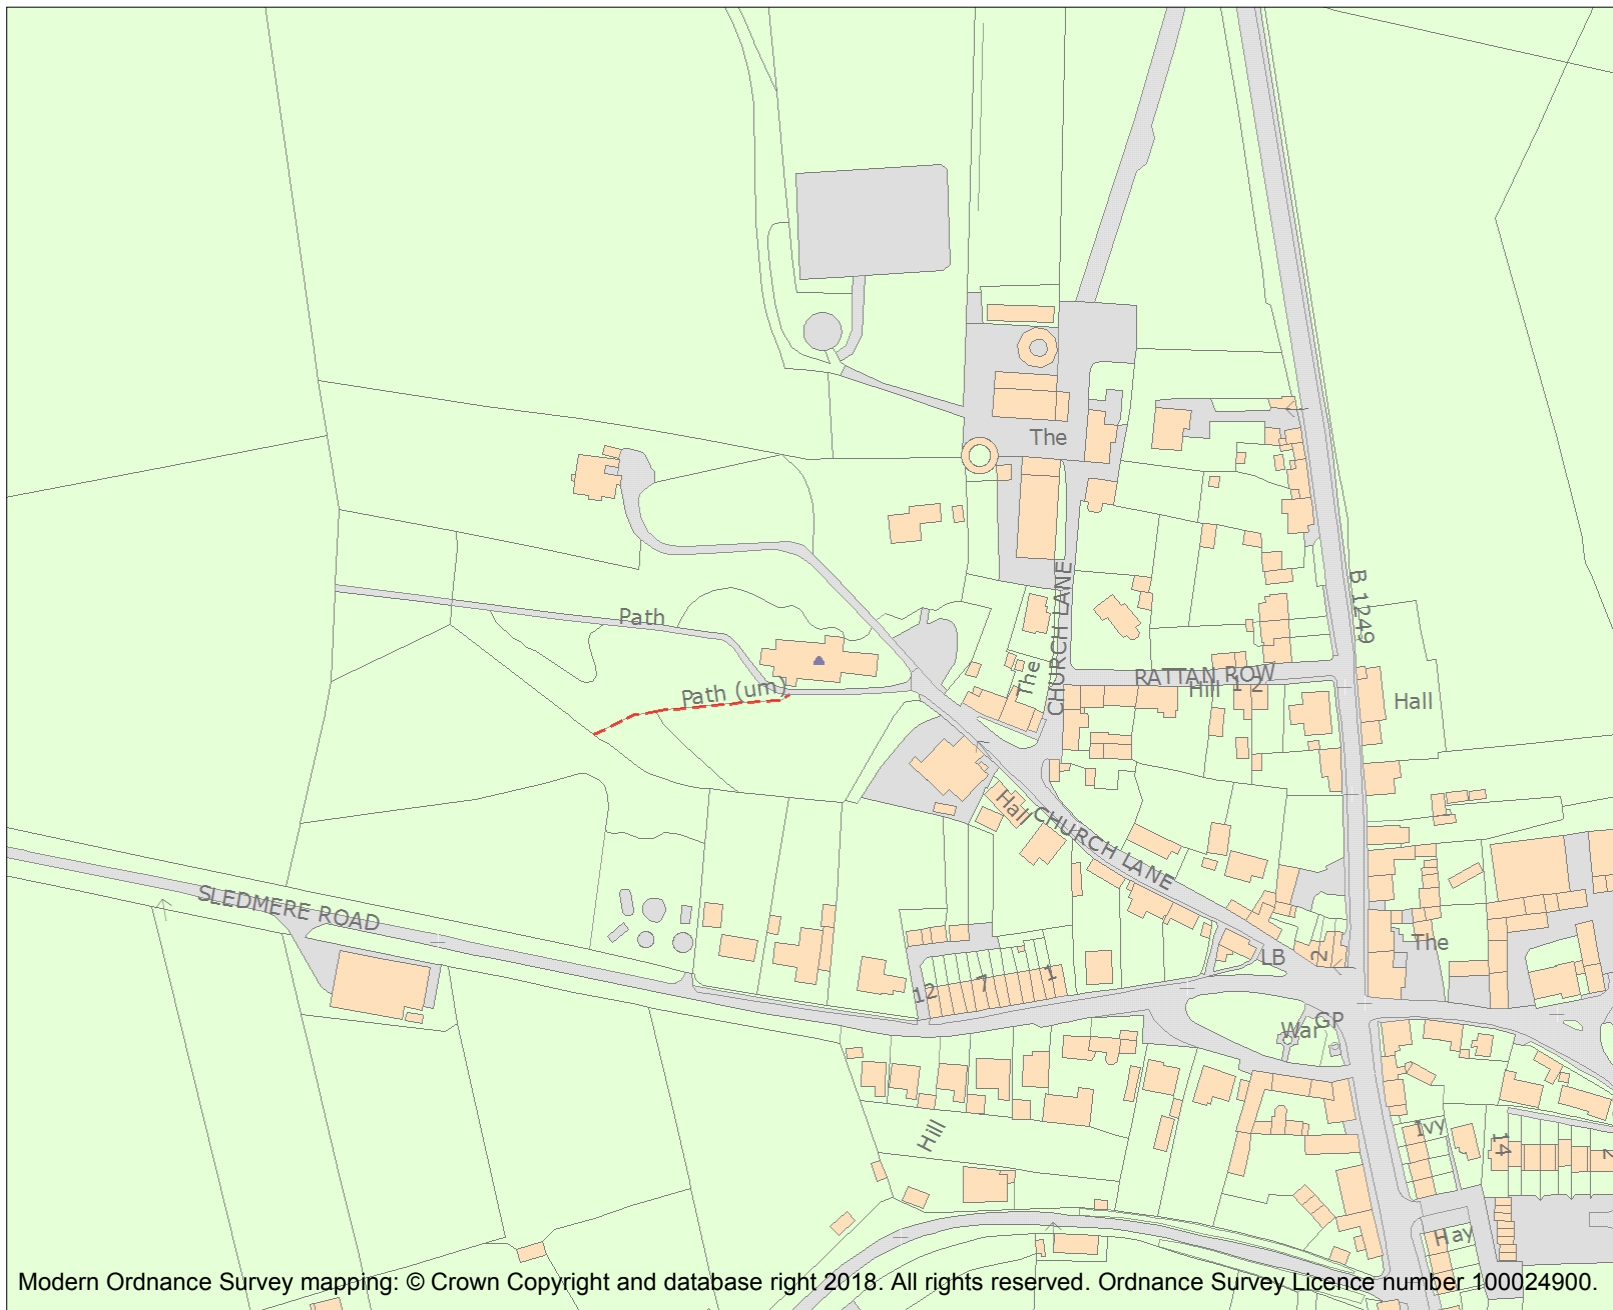 The
CHURCH LANE
B 1249
Path
The
RATTAN ROW
Hill 1 2
Path (um)
Hall
Hall
CHURCH LANE
SLEDMERE ROAD
The
LB
2
12
7
1
GP
War
Hill
Ivy
14
2
Hay
Modern Ordnance Survey mapping: © Crown Copyright and database right 2018. All rights reserved. Ordnance Survey Licence number 100024900.